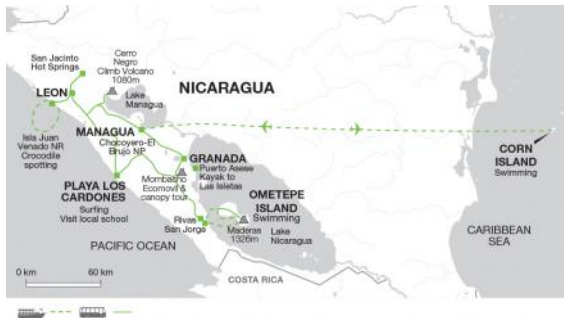 San Jacinto
Hot Springs
Cerro
Negro
Climb Volcano
1080m
NICARAGUA
LEON
Lake
Managua
Isla Juan
Venado NR
Crocodile
spotting
MANAGUA
Chocoyero-El
Brujo NP
GRANADA
Puerto Asese
Kayak to
Las Isletas
CORN
ISLAND
Swimming
Mombacho
Ecomovil &
canopy tour
PLAYA LOS
CARDONES
Surfing
Visit local school
OMETEPE
ISLAND
Swimming
Rivas
San Jorge
Maderas
1326m
Lake
Nicaragua
PACIFIC OCEAN
CARIBBEAN
SEA
COSTA RICA
0 km
60 km